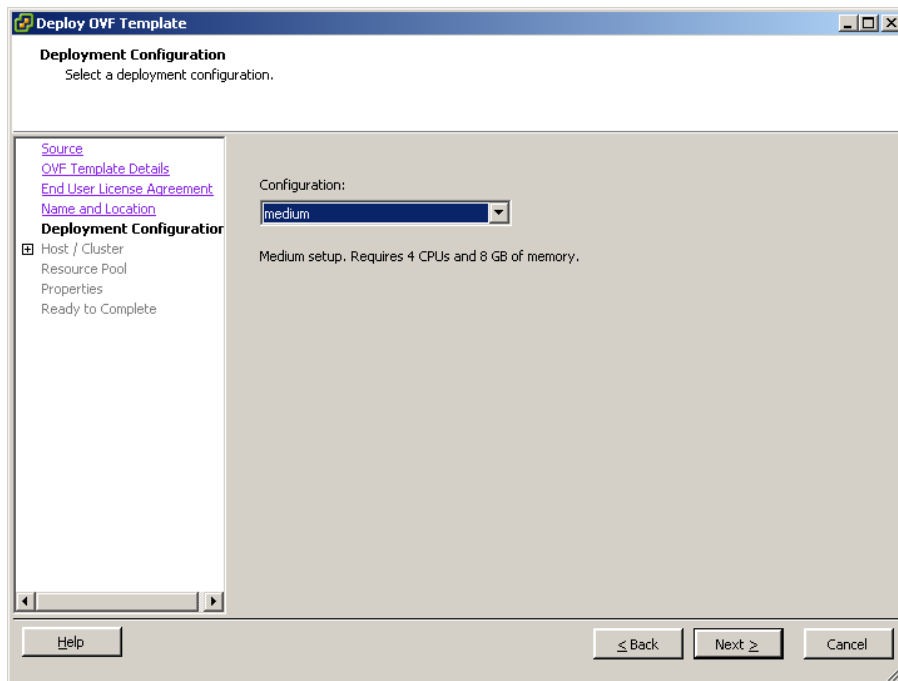 Deploy OVF Template
Deployment Configuration
Select a deployment configuration.
Source
OVF Template Details
End User License Agreement
Name and Location
Deployment Configuration
Host / Cluster
Resource Pool
Properties
Ready to Complete
Configuration:
medium
Medium setup. Requires 4 CPUs and 8 GB of memory.
Help
< Back
Next >
Cancel